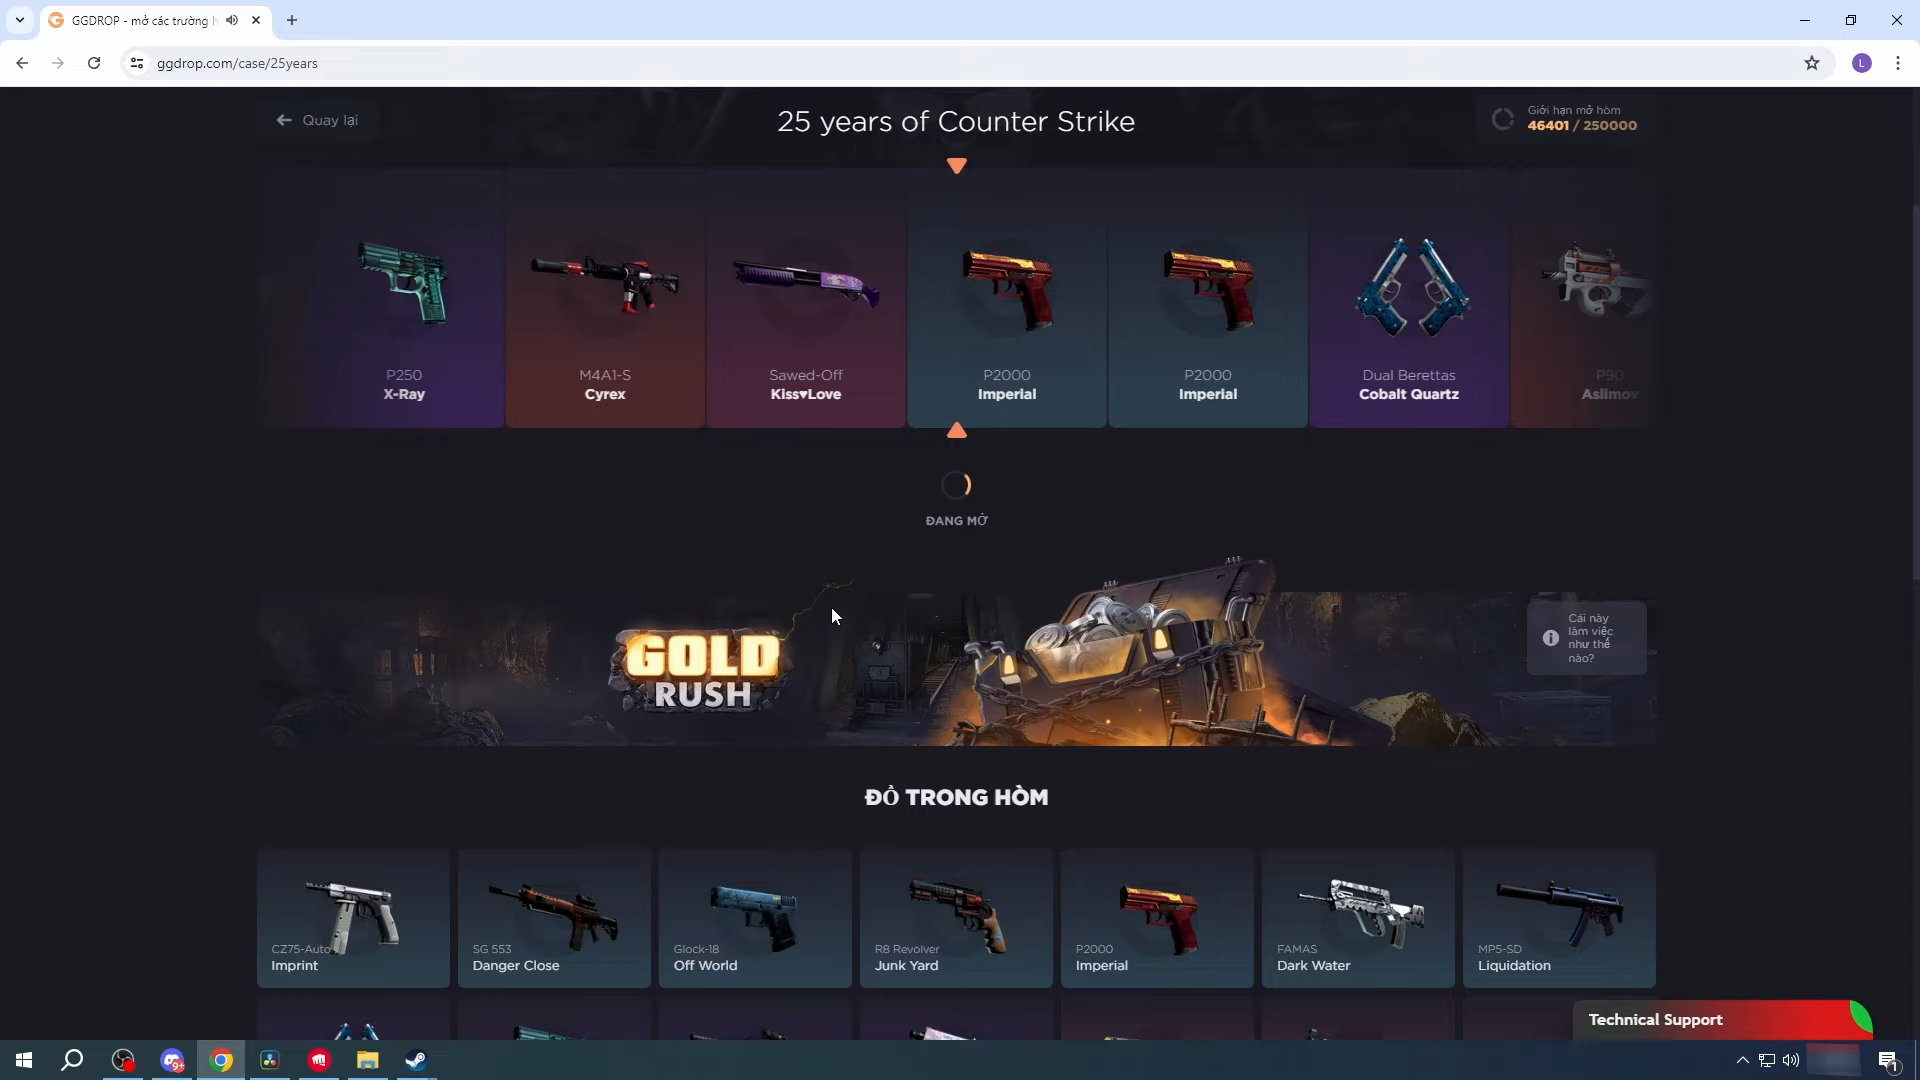 GGDROP - mở các trường h
ggdrop.com/case/25years
L
Quay lại
25 years of Counter Strike
Giới hạn mở hòm
46401 / 250000
P250
X-Ray
M4A1-S
Cyrex
Sawed-Off
Kiss♥Love
P2000
Imperial
P2000
Imperial
Dual Berettas
Cobalt Quartz
P90
Asiimov
ĐANG MỞ
GOLD
RUSH
Cái này
làm việc
như thế
nào?
ĐỒ TRONG HÒM
CZ75-Auto
Imprint
SG 553
Danger Close
Glock-18
Off World
R8 Revolver
Junk Yard
P2000
Imperial
FAMAS
Dark Water
MP5-SD
Liquidation
Technical Support
9+
1